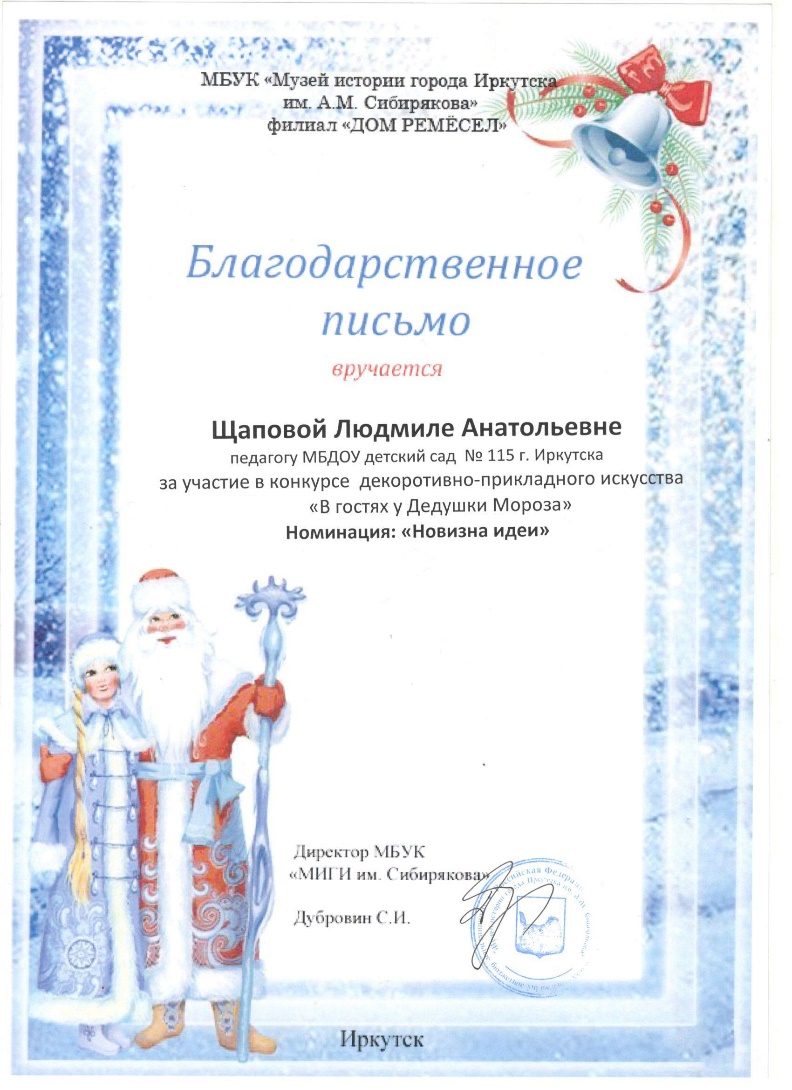 МБУК «Музей истории города Иркутска
им. А.М. Сибирякова»
филиал «ДОМ РЕМЁСЕЛ»
Благодарственное
письмо
вручается
Щаповой Людмиле Анатольевне
педагогу МБДОУ детский сад № 115 г. Иркутска
за участие в конкурсе декоротивно-прикладного искусства
«В гостях у Дедушки Мороза»
Номинация: «Новизна идеи»
Директор МБУК
«МИГИ им. Сибирякова»
Дубровин С.И.
Иркутск